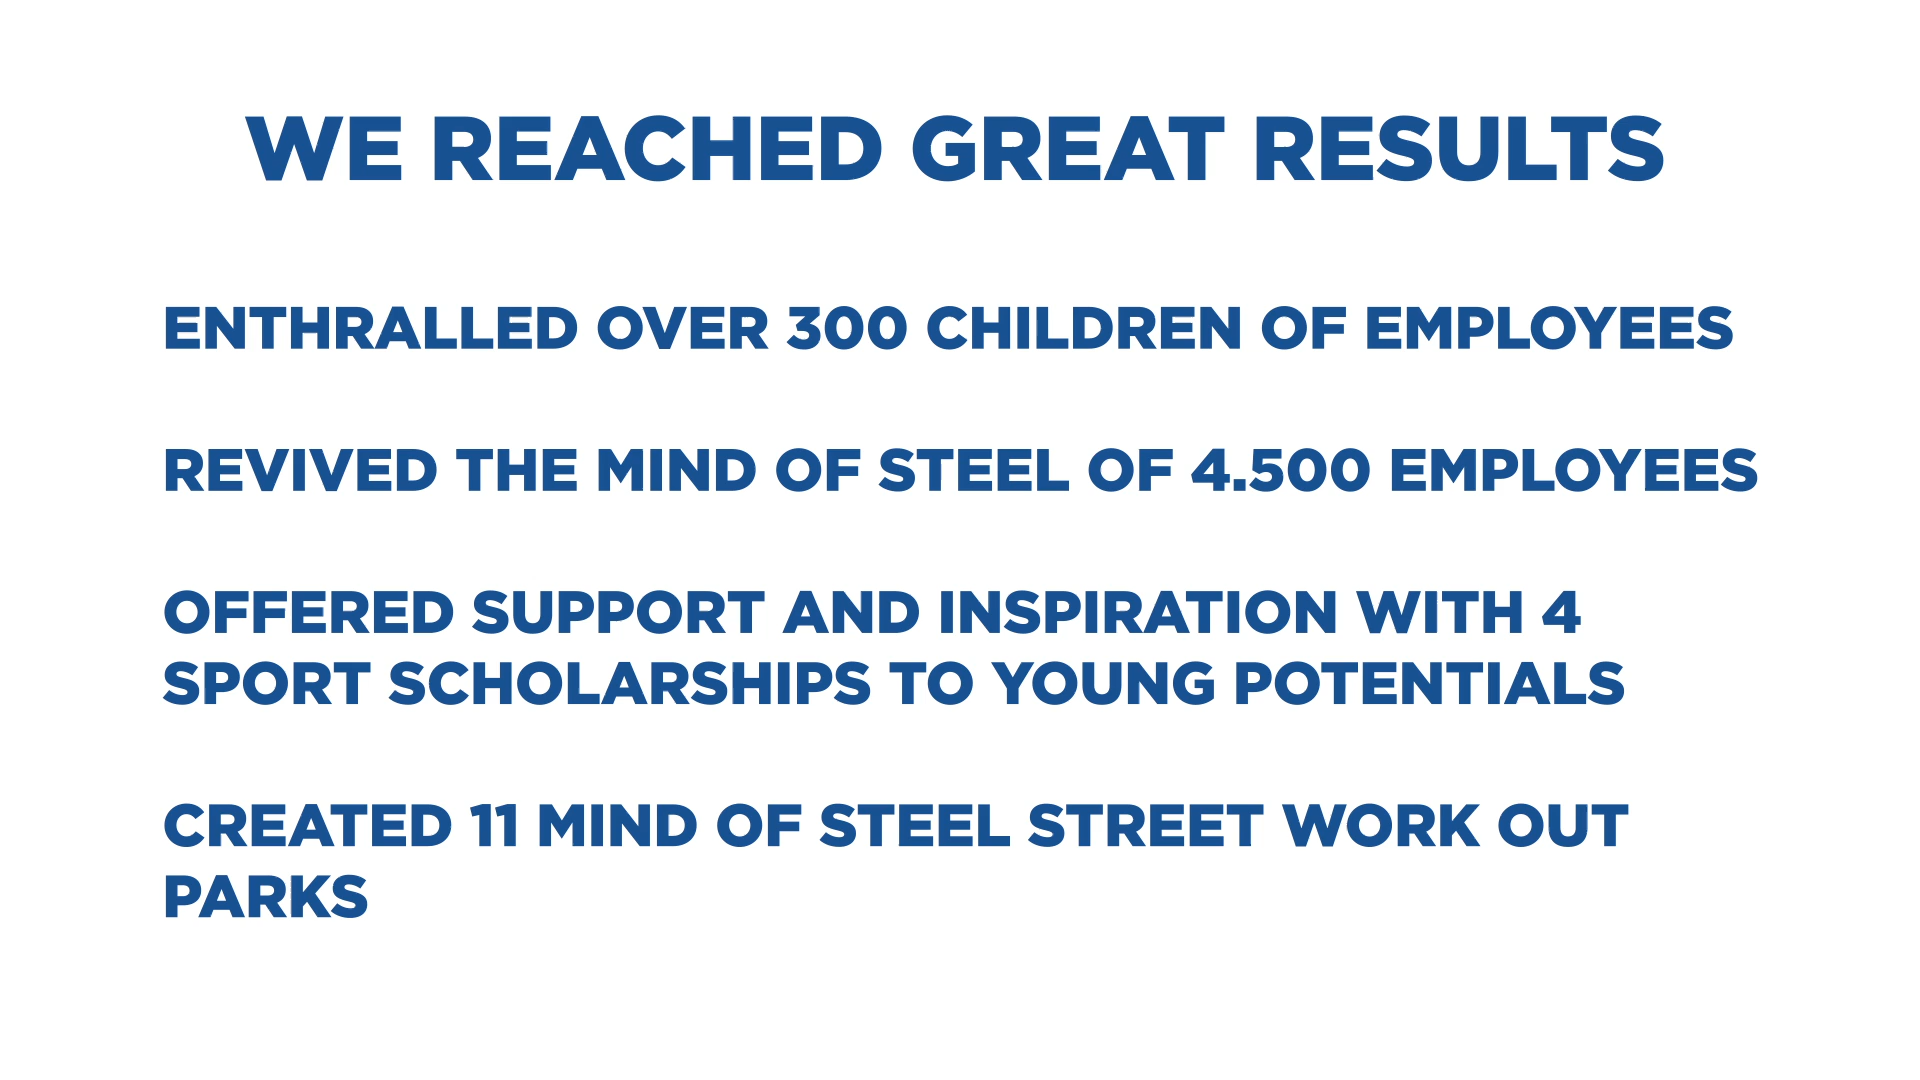 WE REACHED GREAT RESULTS
ENTHRALLED OVER 300 CHILDREN OF EMPLOYEES
REVIVED THE MIND OF STEEL OF 4.500 EMPLOYEES
OFFERED SUPPORT AND INSPIRATION WITH 4
SPORT SCHOLARSHIPS TO YOUNG POTENTIALS
CREATED 11 MIND OF STEEL STREET WORK OUT
PARKS